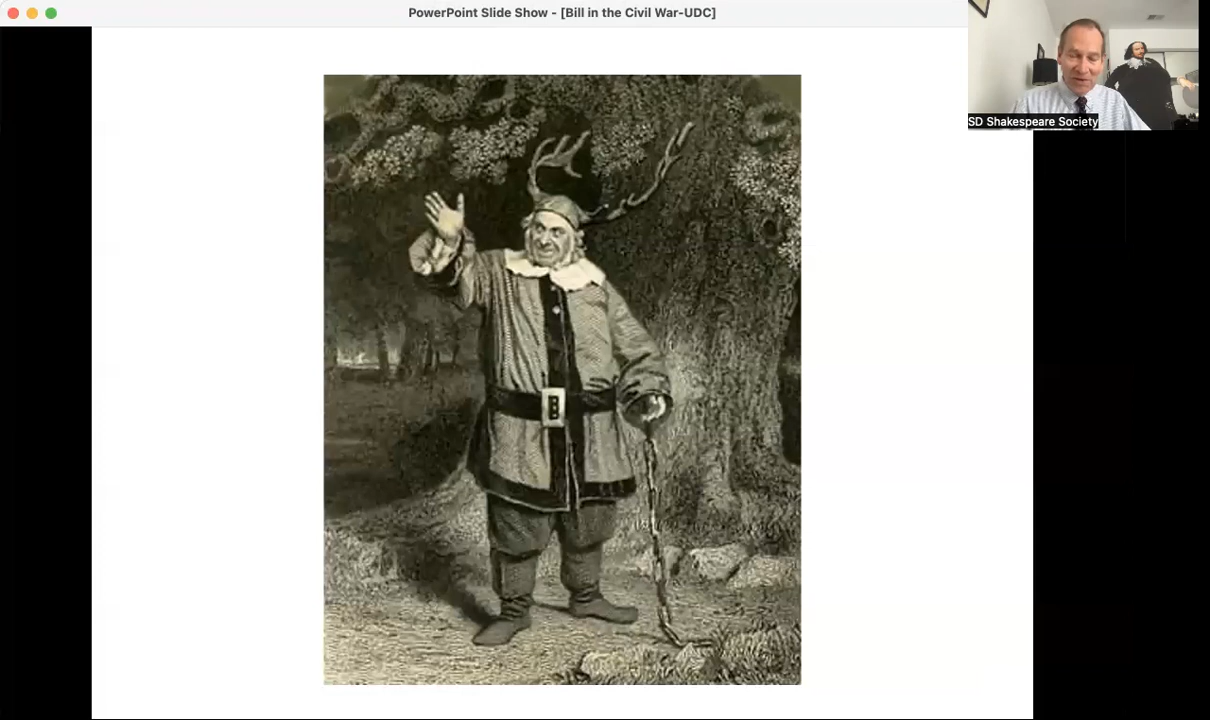 PowerPoint Slide Show - [Bill in the Civil War-UDC]
SD Shakespeare Society